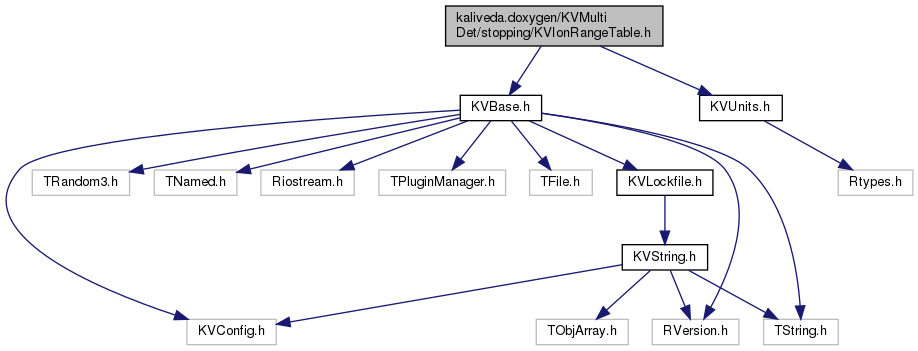 kaliveda.doxygen/KVMulti
Det/stopping/KVIonRangeTable.h
KVBase.h
KVUnits.h
TRandom3.h
TNamed.h
Riostream.h
TPluginManager.h
TFile.h
KVLockfile.h
Rtypes.h
KVString.h
KVConfig.h
TObjArray.h
RVersion.h
TString.h